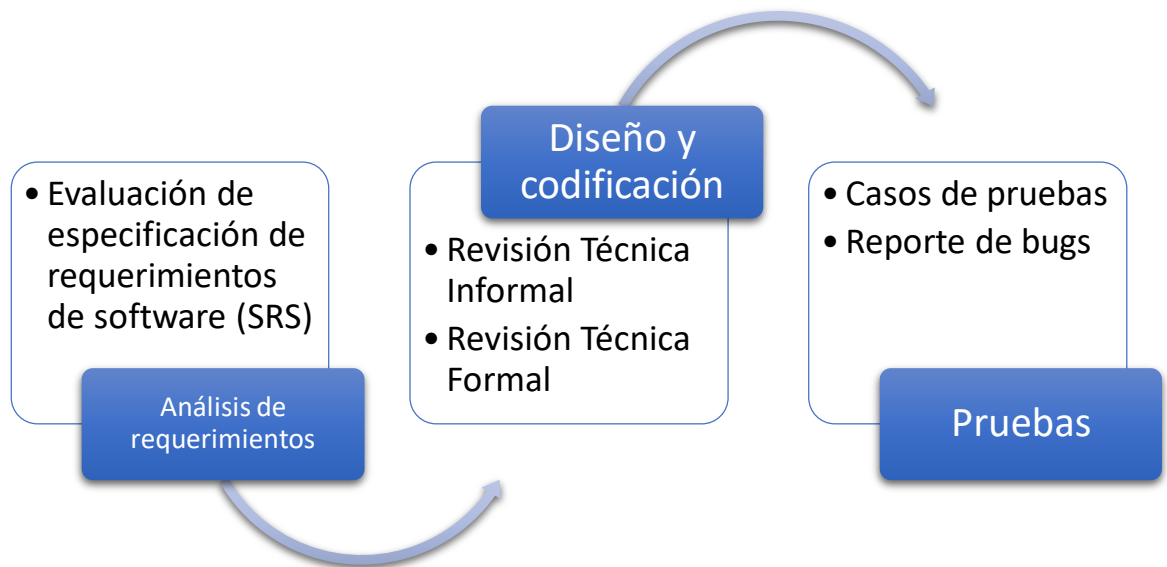 • Evaluación de
especificación de
requerimientos
de software (SRS)
Análisis de
requerimientos
Diseño y
codificación
• Revisión Técnica
Informal
• Revisión Técnica
Formal
• Casos de pruebas
• Reporte de bugs
Pruebas